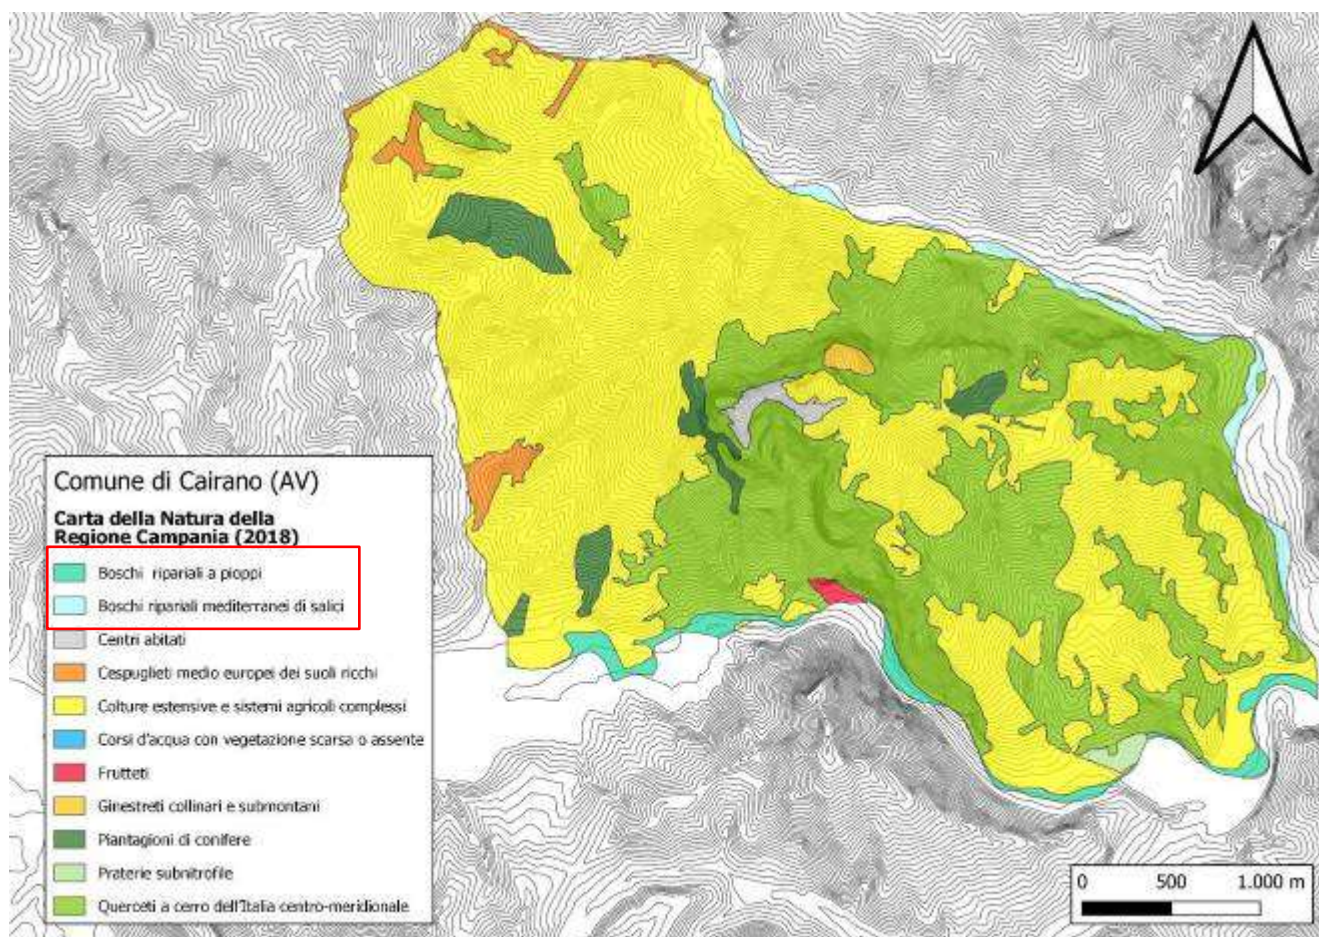 Comune di Cairano (AV)
Carta della Natura della
Regione Campania (2018)
Boschi ripariali a pioppi
Boschi ripariali mediterranei di salici
Centri abitati
Cespuglieti medio europei dei suoli ricchi
Colture estensive e sistemi agricoli complessi
Corsi d'acqua con vegetazione scarsa o assente
Frutteti
Ginestreti collinari e submontani
Piantagioni di conifere
Praterie subnitrofile
Querceti a cerro dell'Italia centro-meridionale
0 500 1.000 m